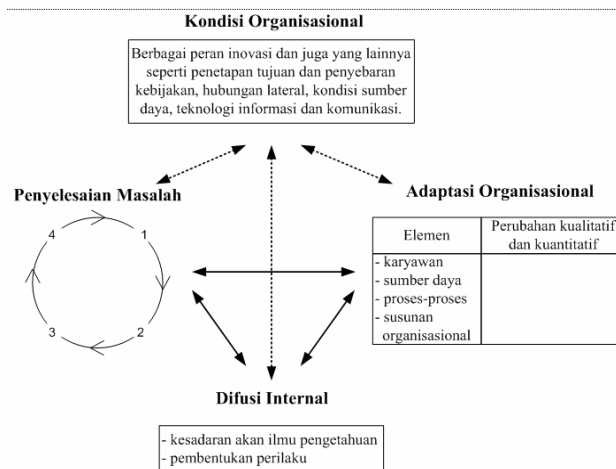 Kondisi Organisasional
Berbagai peran inovasi dan juga yang lainnya
seperti penetapan tujuan dan penyebaran
kebijakan, hubungan lateral, kondisi sumber
daya, teknologi informasi dan komunikasi.
Penyelesaian Masalah
4 1
3 2
Adaptasi Organisasional
Elemen
Perubahan kualitatif
dan kuantitatif
- karyawan
- sumber daya
- proses-proses
- susunan
organisasional
Difusi Internal
- kesadaran akan ilmu pengetahuan
- pembentukan perilaku